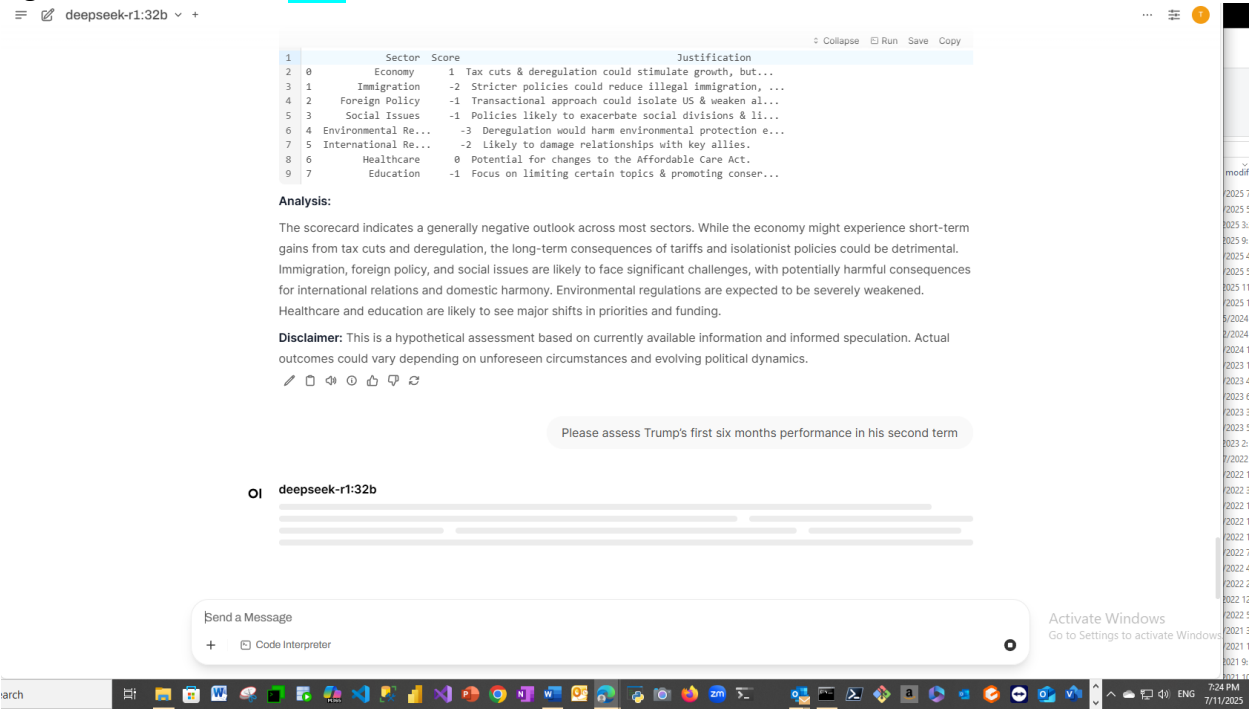 deepseek-r1:32b
T
Collapse Run Save Copy
1 Sector Score Justification
2 0 Economy 1 Tax cuts & deregulation could stimulate growth, but...
3 1 Immigration -2 Stricter policies could reduce illegal immigration, ...
4 2 Foreign Policy -1 Transactional approach could isolate US & weaken al...
5 3 Social Issues -1 Policies likely to exacerbate social divisions & li...
6 4 Environmental Re... -3 Deregulation would harm environmental protection e...
7 5 International Re... -2 Likely to damage relationships with key allies.
8 6 Healthcare 0 Potential for changes to the Affordable Care Act.
9 7 Education -1 Focus on limiting certain topics & promoting conser...
Analysis:
The scorecard indicates a generally negative outlook across most sectors. While the economy might experience short-term
gains from tax cuts and deregulation, the long-term consequences of tariffs and isolationist policies could be detrimental.
Immigration, foreign policy, and social issues are likely to face significant challenges, with potentially harmful consequences
for international relations and domestic harmony. Environmental regulations are expected to be severely weakened.
Healthcare and education are likely to see major shifts in priorities and funding.
Disclaimer: This is a hypothetical assessment based on currently available information and informed speculation. Actual
outcomes could vary depending on unforeseen circumstances and evolving political dynamics.
Please assess Trump's first six months performance in his second term
OI deepseek-r1:32b
Send a Message
Code Interpreter
Activate Windows
Go to Settings to activate Windows
earch
ENG
7:24 PM
7/11/2025